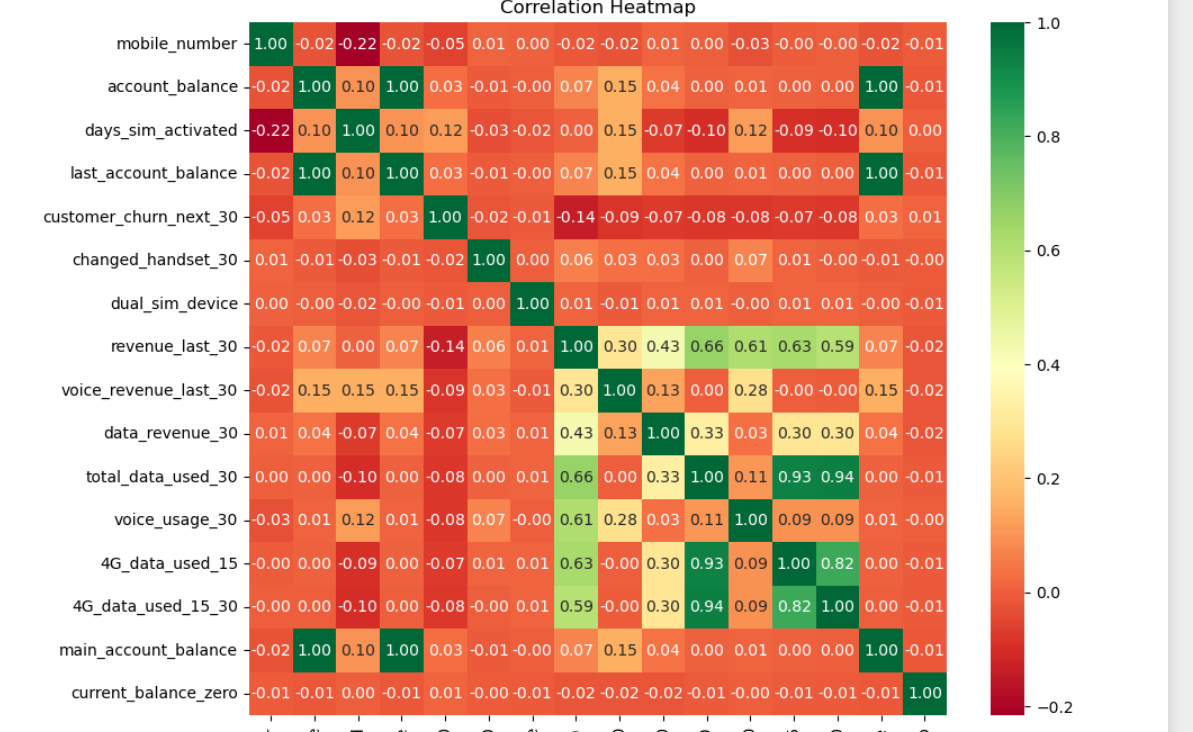 Correlation Heatmap
mobile_number 1.00 -0.02 -0.22 -0.02 -0.05 0.01 0.00 -0.02 -0.02 0.01 0.00 -0.03 -0.00 -0.00 -0.02 -0.01
account_balance -0.02 1.00 0.10 1.00 0.03 -0.01 -0.00 0.07 0.15 0.04 0.00 0.01 0.00 0.00 1.00 -0.01
days_sim_activated -0.22 0.10 1.00 0.10 0.12 -0.03 -0.02 0.00 0.15 -0.07 -0.10 0.12 -0.09 -0.10 0.10 0.00
last_account_balance -0.02 1.00 0.10 1.00 0.03 -0.01 -0.00 0.07 0.15 0.04 0.00 0.01 0.00 0.00 1.00 -0.01
customer_churn_next_30 -0.05 0.03 0.12 0.03 1.00 -0.02 -0.01 -0.14 -0.09 -0.07 -0.08 -0.08 -0.07 -0.08 0.03 0.01
changed_handset_30 0.01 -0.01 -0.03 -0.01 -0.02 1.00 0.00 0.06 0.03 0.03 0.00 0.07 0.01 -0.00 -0.01 -0.00
dual_sim_device 0.00 -0.00 -0.02 -0.00 -0.01 0.00 1.00 0.01 -0.01 0.01 0.01 -0.00 0.01 0.01 -0.00 -0.01
revenue_last_30 -0.02 0.07 0.00 0.07 -0.14 0.06 0.01 1.00 0.30 0.43 0.66 0.61 0.63 0.59 0.07 -0.02
voice_revenue_last_30 -0.02 0.15 0.15 0.15 -0.09 0.03 -0.01 0.30 1.00 0.13 0.00 0.28 -0.00 -0.00 0.15 -0.02
data_revenue_30 0.01 0.04 -0.07 0.04 -0.07 0.03 0.01 0.43 0.13 1.00 0.33 0.03 0.30 0.30 0.04 -0.02
total_data_used_30 0.00 0.00 -0.10 0.00 -0.08 0.00 0.01 0.66 0.00 0.33 1.00 0.11 0.93 0.94 0.00 -0.01
voice_usage_30 -0.03 0.01 0.12 0.01 -0.08 0.07 -0.00 0.61 0.28 0.03 0.11 1.00 0.09 0.09 0.01 -0.00
4G_data_used_15 -0.00 0.00 -0.09 0.00 -0.07 0.01 0.01 0.63 -0.00 0.30 0.93 0.09 1.00 0.82 0.00 -0.01
4G_data_used_15_30 -0.00 0.00 -0.10 0.00 -0.08 -0.00 0.01 0.59 -0.00 0.30 0.94 0.09 0.82 1.00 0.00 -0.01
main_account_balance -0.02 1.00 0.10 1.00 0.03 -0.01 -0.00 0.07 0.15 0.04 0.00 0.01 0.00 0.00 1.00 -0.01
current_balance_zero -0.01 -0.01 0.00 -0.01 0.01 -0.00 -0.01 -0.02 -0.02 -0.02 -0.01 -0.00 -0.01 -0.01 -0.01 1.00
1.0
0.8
0.6
0.4
0.2
0.0
−0.2